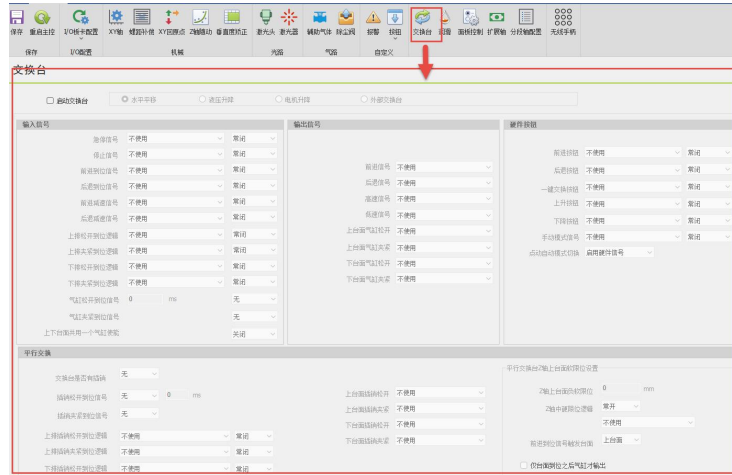 保存 重启主控 I/O板卡配置 XY轴 螺距补偿 XY回原点 Z轴随动 垂直度矫正 激光头 激光器 辅助气体 除尘阀 报警 按钮 交换台 润滑 面板控制 扩展轴 分段轴配置 无线手柄
保存 I/O配置 机械 光路 气路 自定义
交换台
启动交换台 水平平移 液压升降 电机升降 外部交换台
输入信号
急停信号 不使用 常闭
停止信号 不使用 常闭
前进到位信号 不使用 常闭
后退到位信号 不使用 常闭
前进减速信号 不使用 常闭
后退减速信号 不使用 常闭
上排松开到位逻辑 不使用 常闭
上排夹紧到位逻辑 不使用 常闭
下排松开到位逻辑 不使用 常闭
下排夹紧到位逻辑 不使用 常闭
气缸松开到位信号 0 ms 无
气缸夹紧到位信号 无
上下台面共用一个气缸使能 关闭
输出信号
前进信号 不使用
后退信号 不使用
高速信号 不使用
低速信号 不使用
上台面气缸松开 不使用
上台面气缸夹紧 不使用
下台面气缸松开 不使用
下台面气缸夹紧 不使用
硬件按钮
前进按钮 不使用 常闭
后退按钮 不使用 常闭
一键交换按钮 不使用 常闭
上升按钮 不使用 常闭
下降按钮 不使用 常闭
手动模式信号 不使用 常闭
点动自动模式切换 启用硬件信号
平行交换
交换台是否有插销 无
插销松开到位信号 无 0 ms
插销夹紧到位信号 无
上排插销松开到位逻辑 不使用 常闭
上排插销夹紧到位逻辑 不使用 常闭
下排插销松开到位逻辑 不使用 常闭
上台面插销松开 不使用
上台面插销夹紧 不使用
下台面插销松开 不使用
下台面插销夹紧 不使用
平行交换台Z轴上台面软限位设置
Z轴上台面负软限位 0 mm
Z轴中硬限位逻辑 常开
不使用
前进到位信号触发台面 上台面
仅台面到位之后气缸才输出